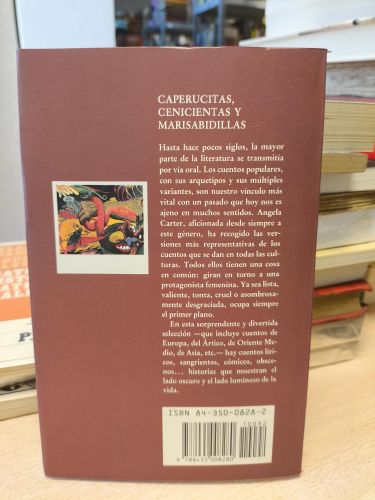 CAPERUCITAS,
CENICIENTAS Y
MARISABIDILLAS
Hasta hace pocos siglos, la mayor
parte de la literatura se transmitía
por vía oral. Los cuentos populares,
con sus arquetipos y sus múltiples
variantes, son nuestro vínculo más
vital con un pasado que hoy nos es
ajeno en muchos sentidos. Angela
Carter, aficionada desde siempre a
este género, ha recogido las ver-
siones más representativas de los
cuentos que se dan en todas las cul-
turas. Todos ellos tienen una cosa
en común: giran en torno a una
protagonista femenina. Ya sea lista,
valiente, tonta, cruel o asombrosa-
mente desgraciada, ocupa siempre
el primer plano.
En esta sorprendente y divertida
selección —que incluye cuentos de
Europa, del Ártico, de Oriente Me-
dio, de Asia, etc.— hay cuentos líri-
cos, sangrientos, cómicos, obsce-
nos... historias que muestran el
lado oscuro y el lado luminoso de la
vida.
ISBN 84-350-0828-2
10092
9 788435 008280